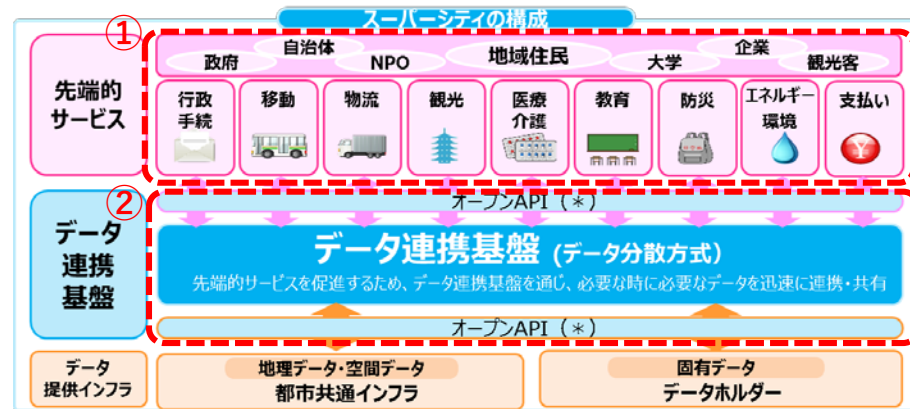 スーパーシティの構成
①
先端的
サービス
政府
自治体
NPO
地域住民
大学
企業
観光客
行政
手続
移動
物流
観光
医療
介護
教育
防災
エネルギー
環境
支払い
②
データ
連携
基盤
オープンAPI(*)
データ連携基盤 (データ分散方式)
先端的サービスを促進するため、データ連携基盤を通じ、必要な時に必要なデータを迅速に連携・共有
オープンAPI(*)
データ
提供インフラ
地理データ・空間データ
都市共通インフラ
固有データ
データホルダー